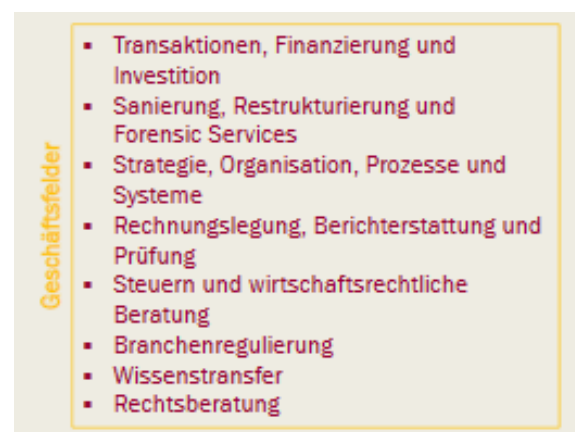 Geschäftsfelder
▪ Transaktionen, Finanzierung und
Investition
▪ Sanierung, Restrukturierung und
Forensic Services
▪ Strategie, Organisation, Prozesse und
Systeme
▪ Rechnungslegung, Berichterstattung und
Prüfung
▪ Steuern und wirtschaftsrechtliche
Beratung
▪ Branchenregulierung
▪ Wissenstransfer
▪ Rechtsberatung